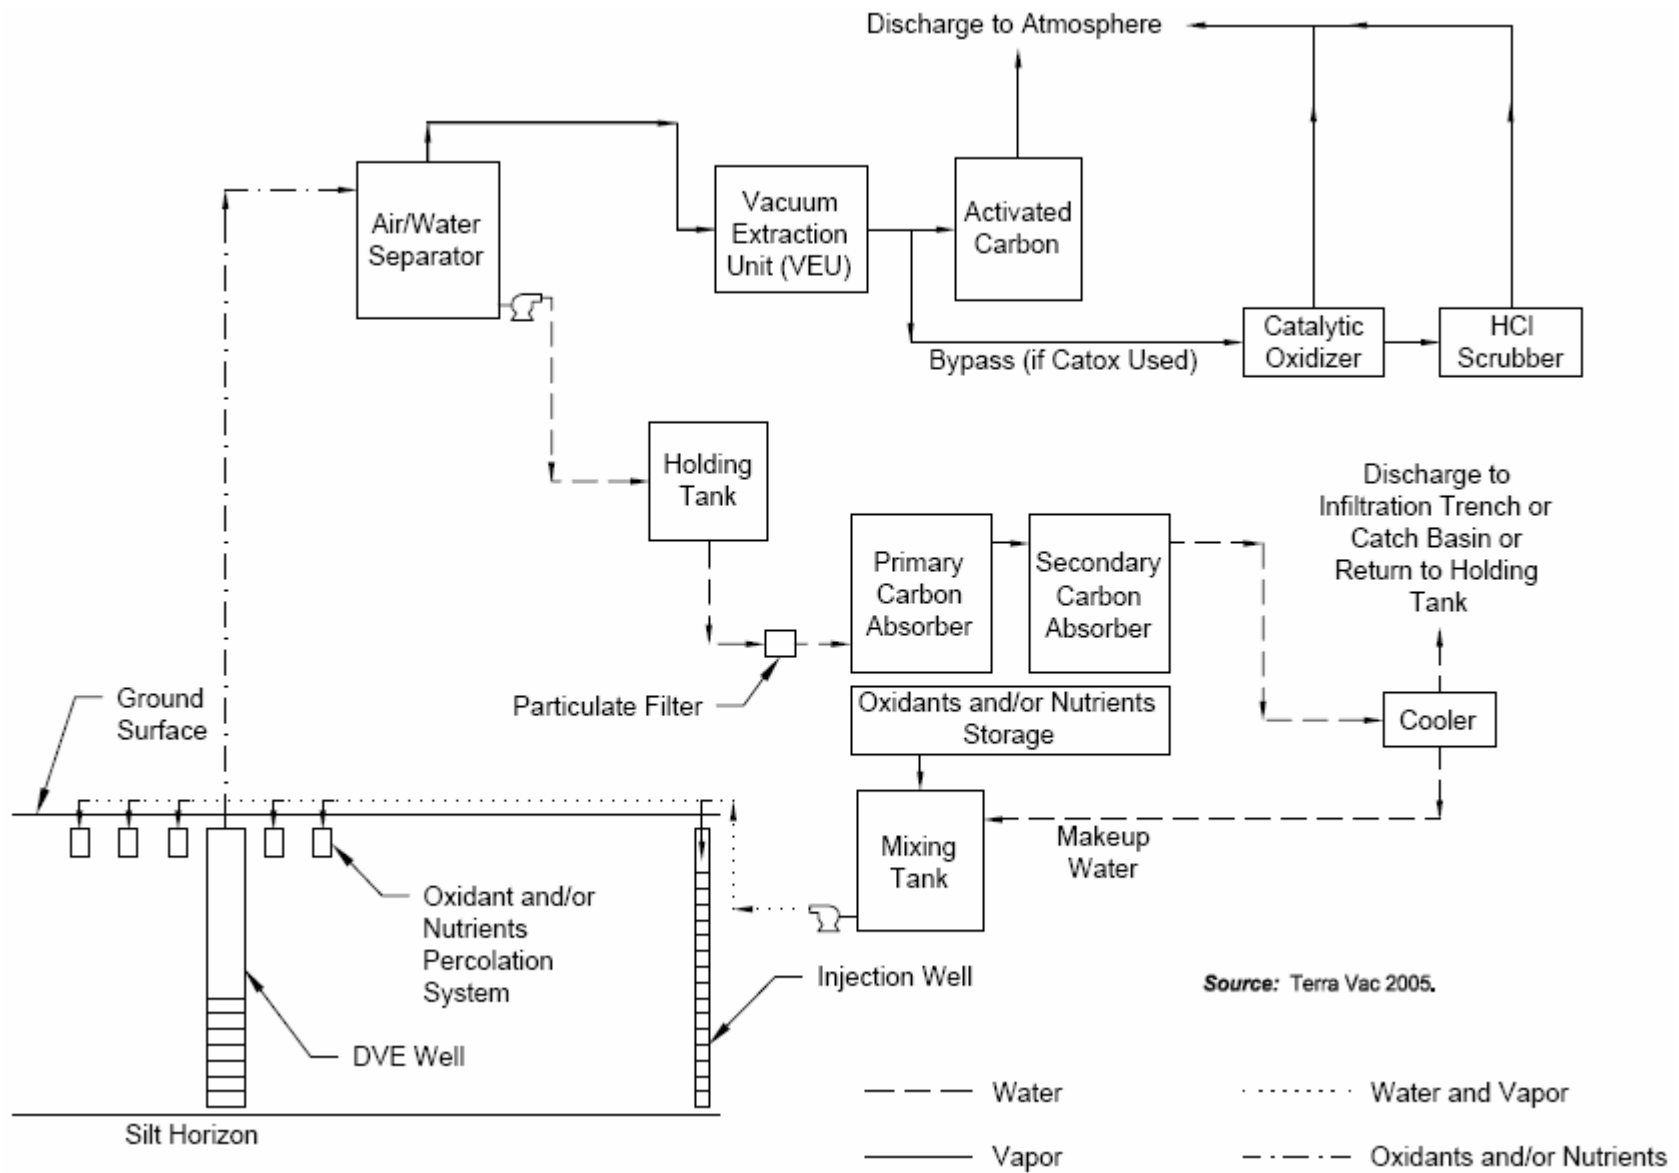 Discharge to Atmosphere
Air/Water
Separator
Vacuum
Extraction
Unit (VEU)
Activated
Carbon
Catalytic
Oxidizer
HCl
Scrubber
Bypass (if Catox Used)
Holding
Tank
Discharge to
Infiltration Trench or
Catch Basin or
Return to Holding
Tank
Primary
Carbon
Absorber
Secondary
Carbon
Absorber
Particulate Filter
Ground
Surface
Oxidants and/or Nutrients
Storage
Cooler
Mixing
Tank
Makeup
Water
Oxidant and/or
Nutrients
Percolation
System
Injection Well
Source: Terra Vac 2005.
DVE Well
Silt Horizon
Water
Water and Vapor
Vapor
Oxidants and/or Nutrients